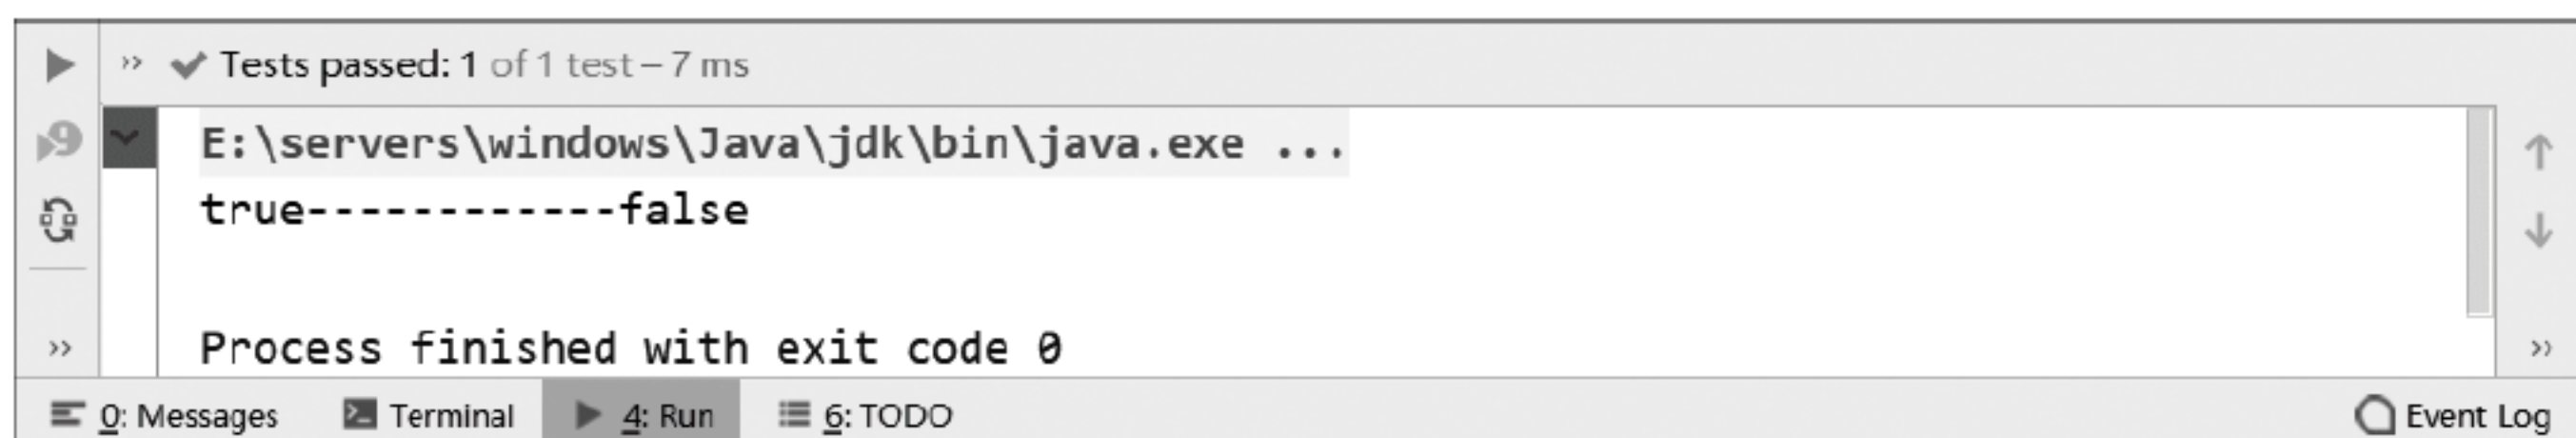 Tests passed: 1 of 1 test – 7 ms
E:\servers\windows\Java\jdk\bin\java.exe ...
true------------false
Process finished with exit code 0
0: Messages Terminal 4: Run 6: TODO Event Log